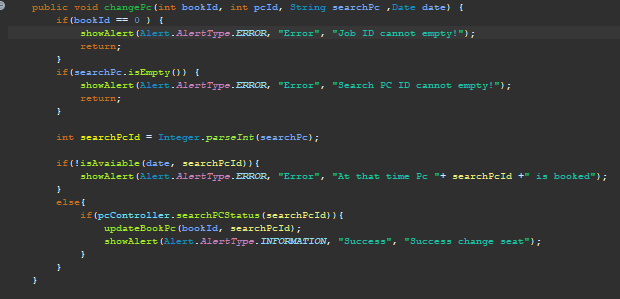 public void changePc(int bookId, int pcId, String searchPc ,Date date) {
if(bookId == 0 ) {
showAlert(Alert.AlertType.ERROR, "Error", "Job ID cannot empty!");
return;
}
if(searchPc.isEmpty()) {
showAlert(Alert.AlertType.ERROR, "Error", "Search PC ID cannot empty!");
return;
}
int searchPcId = Integer.parseInt(searchPc);
if(!isAvaiable(date, searchPcId)){
showAlert(Alert.AlertType.ERROR, "Error", "At that time Pc "+ searchPcId +" is booked");
}
else{
if(pcController.searchPCStatus(searchPcId)){
updateBookPc(bookId, searchPcId);
showAlert(Alert.AlertType.INFORMATION, "Success", "Success change seat");
}
}
}